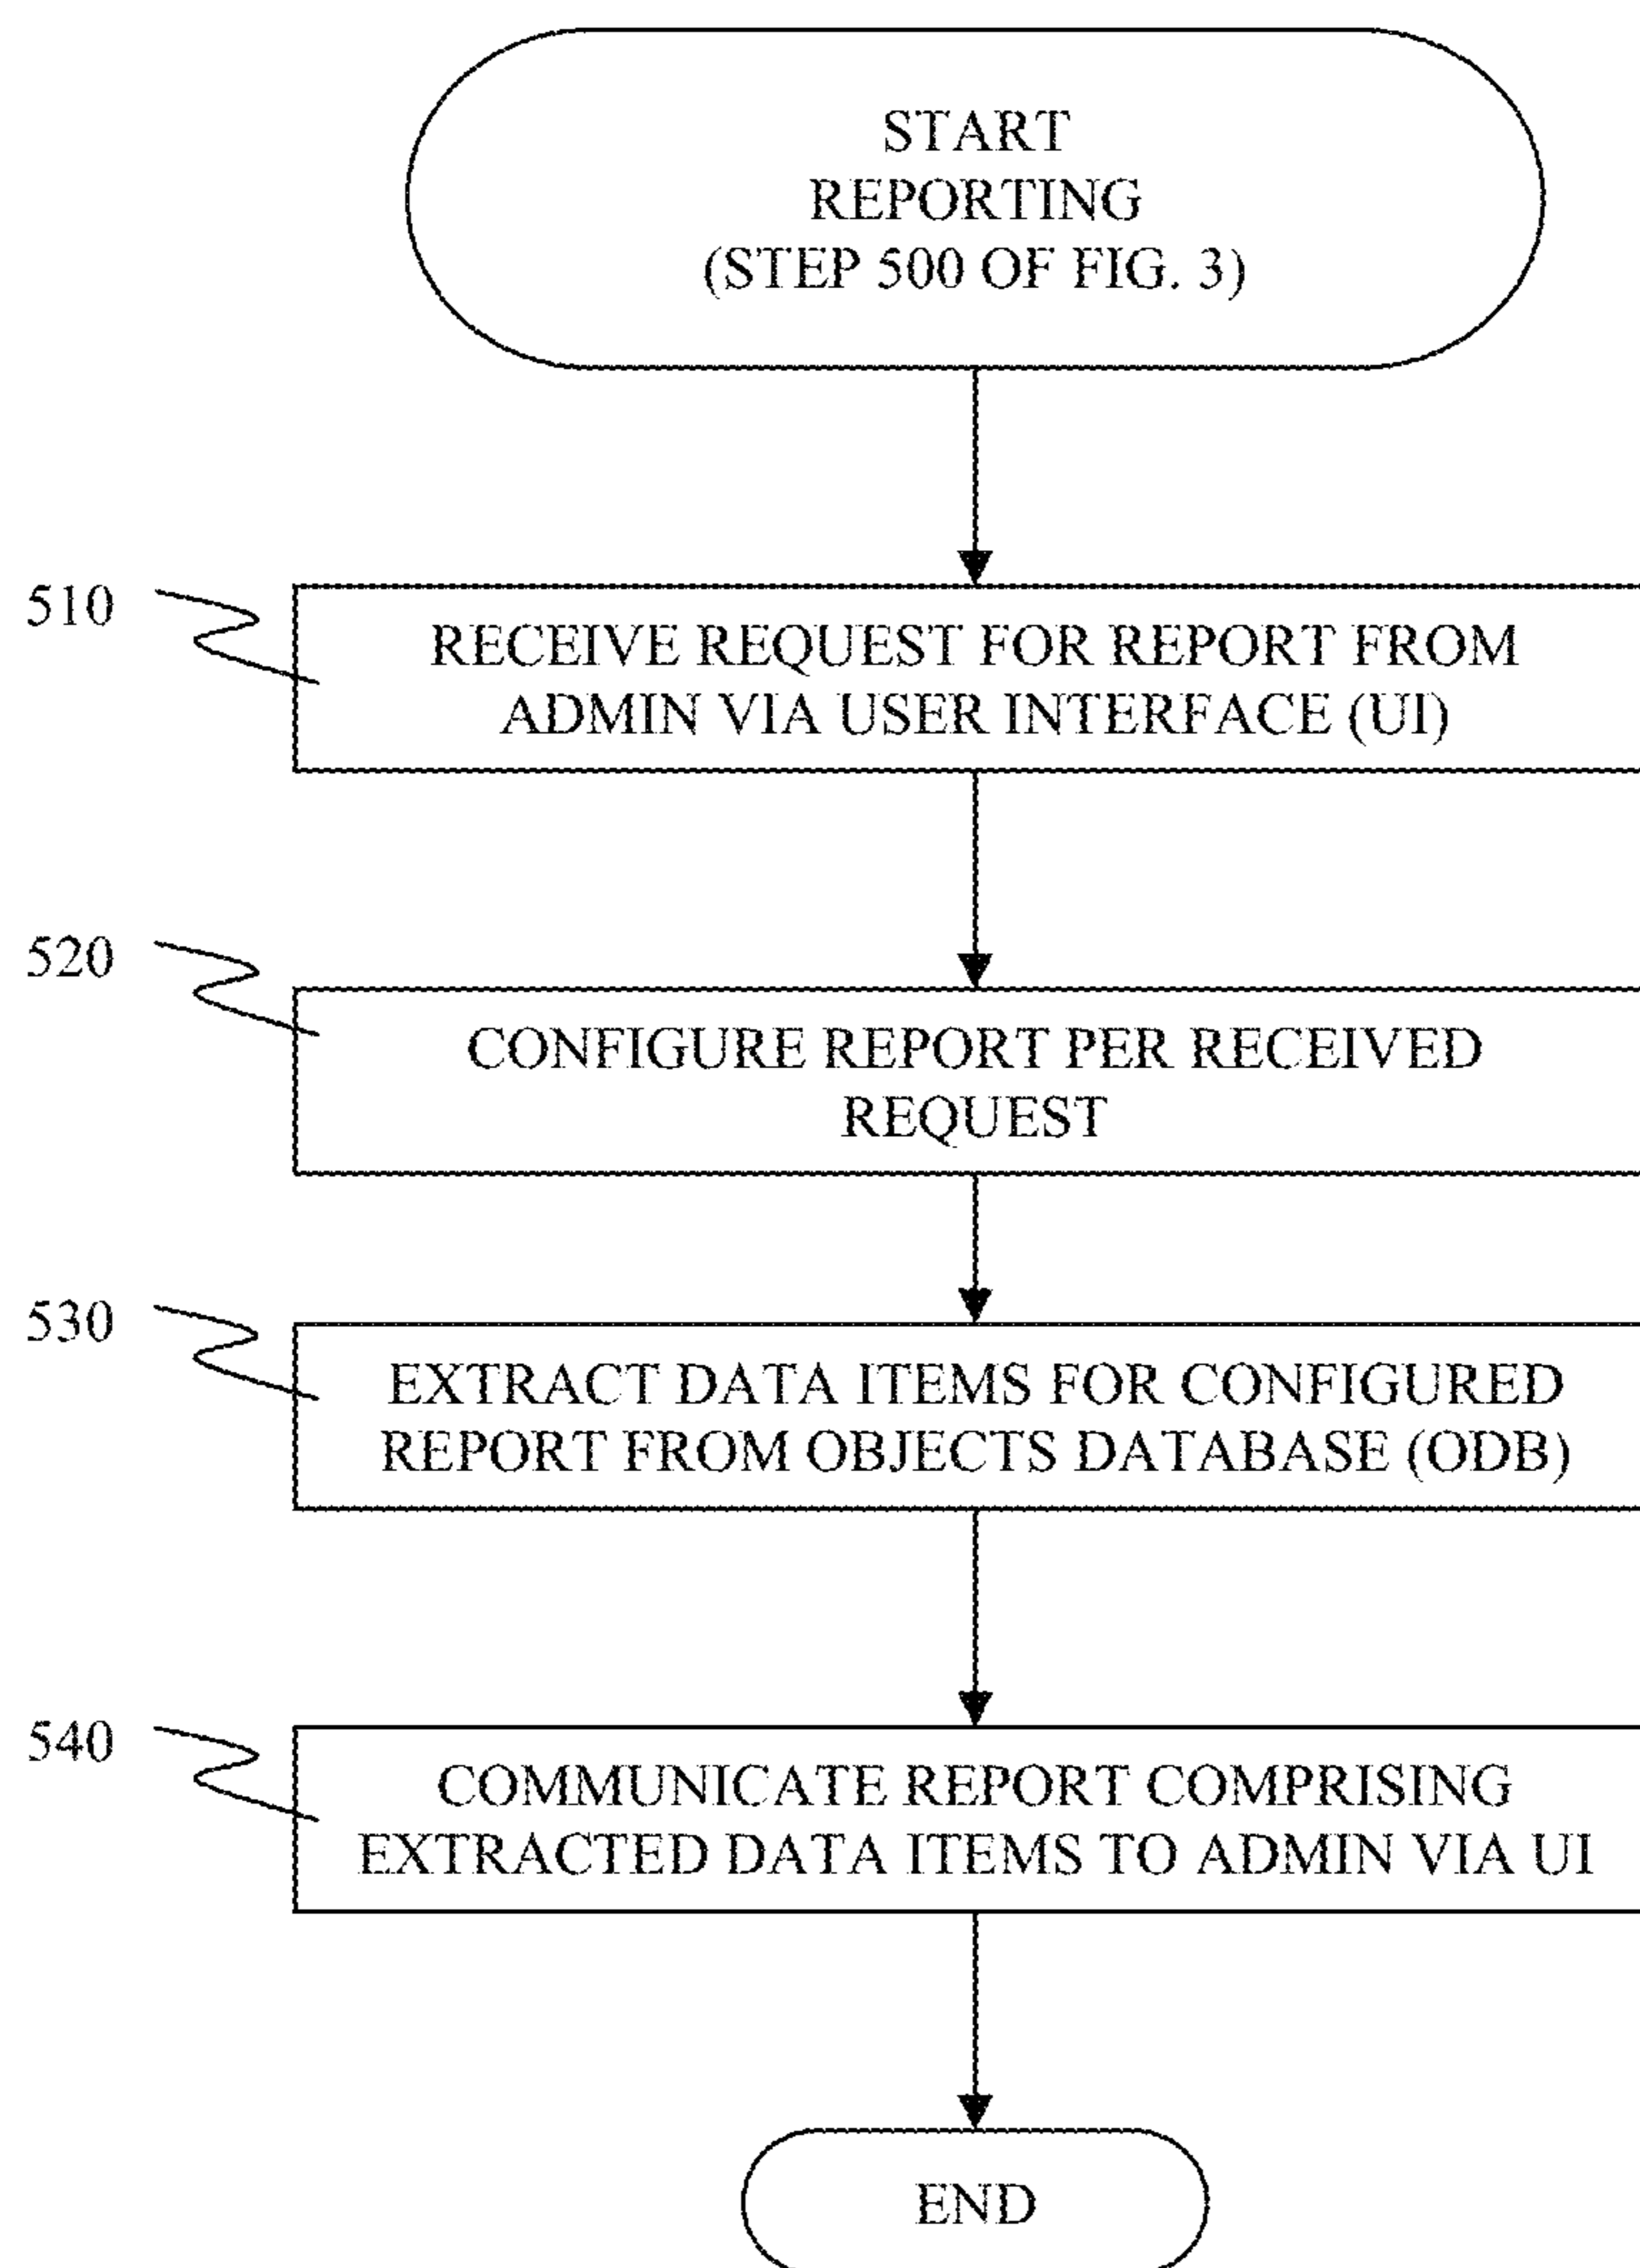 START
REPORTING
(STEP 500 OF FIG. 3)
510
RECEIVE REQUEST FOR REPORT FROM
ADMIN VIA USER INTERFACE (UI)
520
CONFIGURE REPORT PER RECEIVED
REQUEST
530
EXTRACT DATA ITEMS FOR CONFIGURED
REPORT FROM OBJECTS DATABASE (ODB)
540
COMMUNICATE REPORT COMPRISING
EXTRACTED DATA ITEMS TO ADMIN VIA UI
END